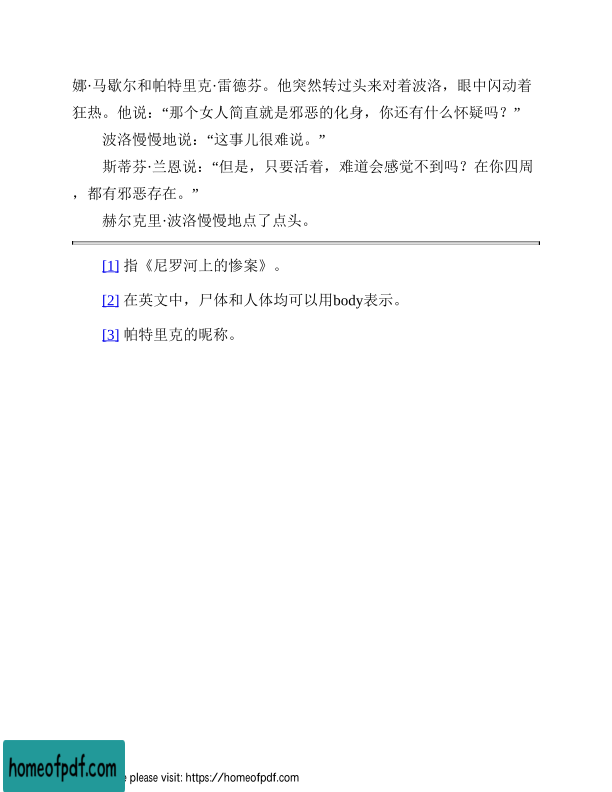 娜·马歇尔和帕特里克·雷德芬。他突然转过头来对着波洛，眼中闪动着
狂热。他说：“那个女人简直就是邪恶的化身，你还有什么怀疑吗？”
波洛慢慢地说：“这事儿很难说。”
斯蒂芬·兰恩说：“但是，只要活着，难道会感觉不到吗？在你四周
，都有邪恶存在。”
赫尔克里·波洛慢慢地点了点头。
[1] 指《尼罗河上的惨案》。
[2] 在英文中，尸体和人体均可以用body表示。
[3] 帕特里克的昵称。
homeofpdf.com
e please visit: https://homeofpdf.com